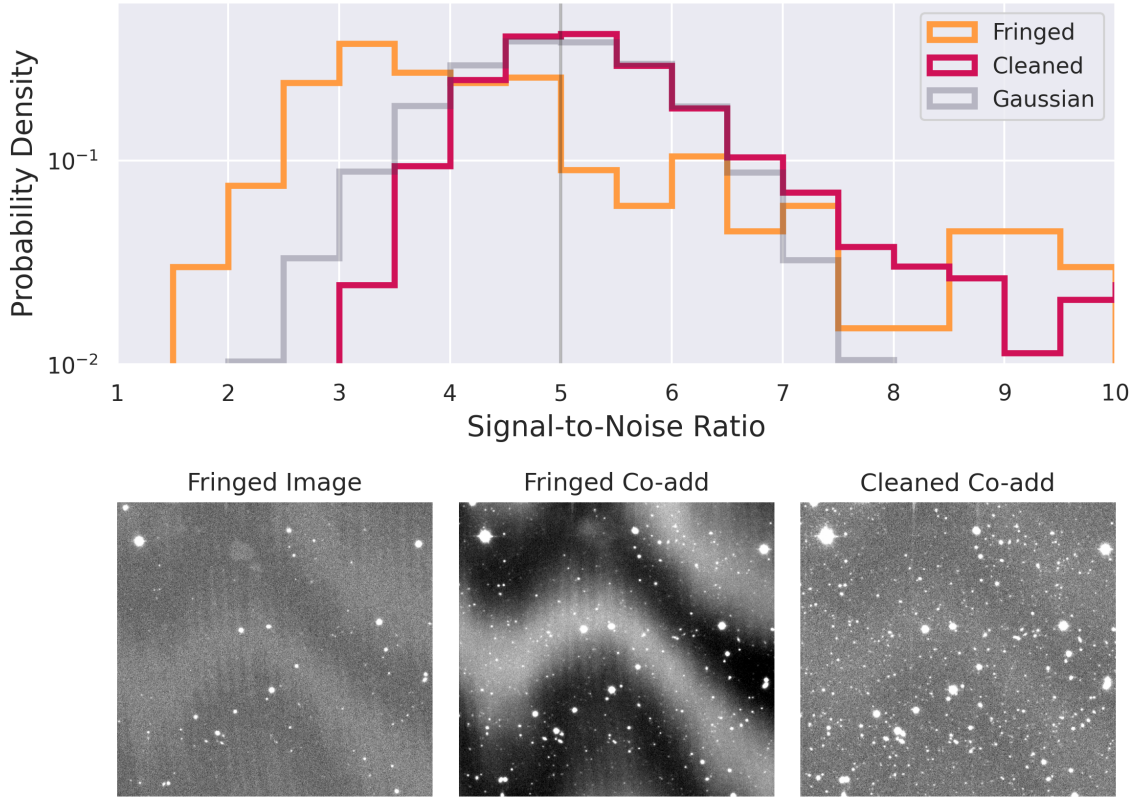 Probability Density
10⁻¹
10⁻²
Fringed
Cleaned
Gaussian
1 2 3 4 5 6 7 8 9 10
Signal-to-Noise Ratio
Fringed Image Fringed Co-add Cleaned Co-add